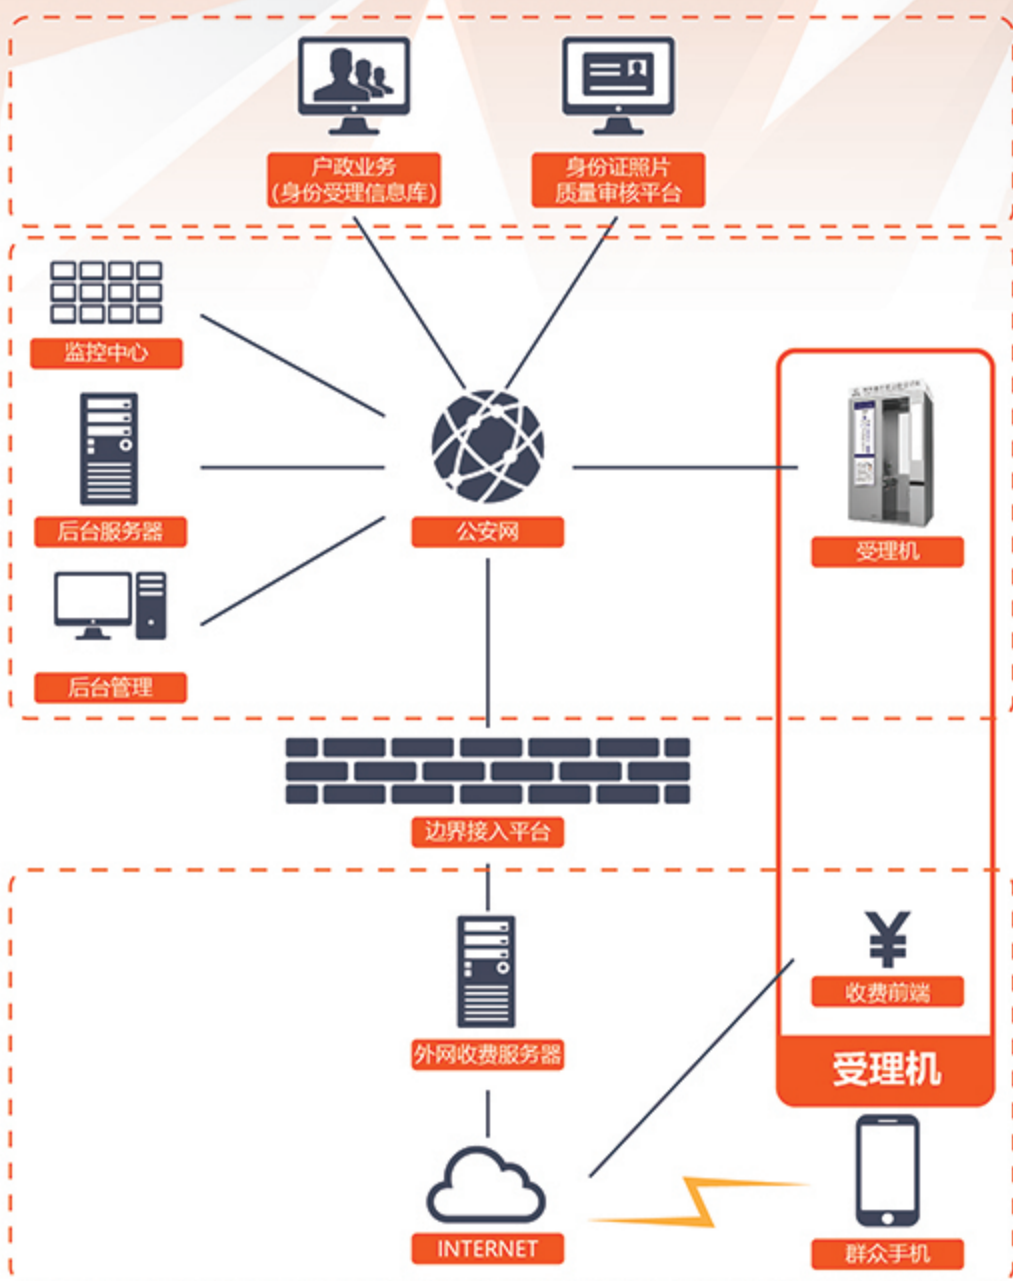 户政业务
(身份受理信息库)
身份证照片
质量审核平台
监控中心
后台服务器
公安网
受理机
后台管理
边界接入平台
¥
收费前端
外网收费服务器
受理机
INTERNET
群众手机